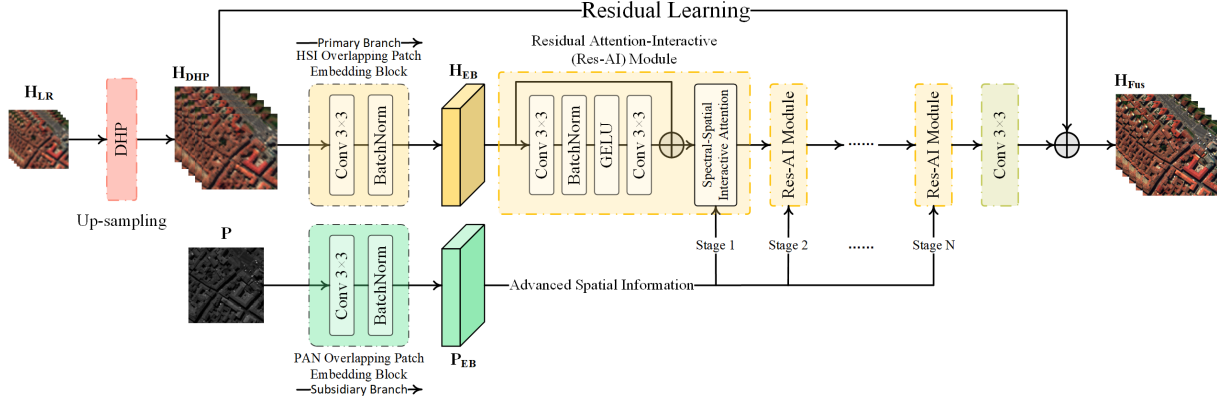 Residual Learning
Primary Branch
HSI Overlapping Patch
Embedding Block
Residual Attention-Interactive
(Res-AI) Module
H_LR
H_DHP
H_EB
H_Fus
DHP
Up-sampling
Conv 3×3
BatchNorm
Conv 3×3
BatchNorm
GELU
Conv 3×3
Spectral-Spatial
Interactive Attention
Res-AI Module
......
Res-AI Module
Conv 3×3
P
Conv 3×3
BatchNorm
P_EB
Advanced Spatial Information
Stage 1
Stage 2
......
Stage N
PAN Overlapping Patch
Embedding Block
Subsidiary Branch